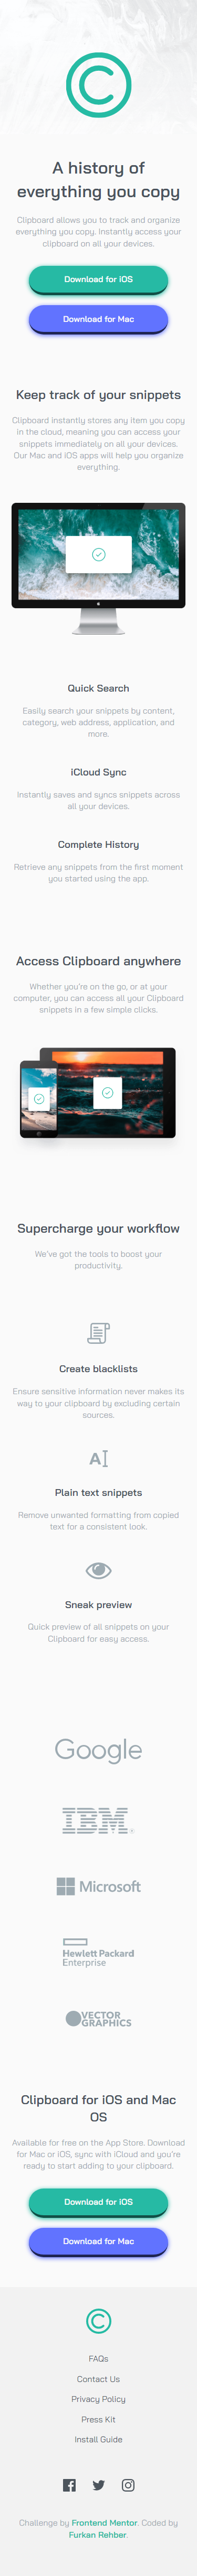 A history of
everything you copy
Clipboard allows you to track and organize
everything you copy. Instantly access your
clipboard on all your devices.
Download for iOS
Download for Mac
Keep track of your snippets
Clipboard instantly stores any item you copy
in the cloud, meaning you can access your
snippets immediately on all your devices.
Our Mac and iOS apps will help you organize
everything.
Quick Search
Easily search your snippets by content,
category, web address, application, and
more.
iCloud Sync
Instantly saves and syncs snippets across
all your devices.
Complete History
Retrieve any snippets from the first moment
you started using the app.
Access Clipboard anywhere
Whether you're on the go, or at your
computer, you can access all your Clipboard
snippets in a few simple clicks.
Supercharge your workflow
We've got the tools to boost your
productivity.
Create blacklists
Ensure sensitive information never makes its
way to your clipboard by excluding certain
sources.
Plain text snippets
Remove unwanted formatting from copied
text for a consistent look.
Sneak preview
Quick preview of all snippets on your
Clipboard for easy access.
Google
IBM
Microsoft
Hewlett Packard
Enterprise
VECTOR
GRAPHICS
Clipboard for iOS and Mac
OS
Available for free on the App Store. Download
for Mac or iOS, sync with iCloud and you're
ready to start adding to your clipboard.
Download for iOS
Download for Mac
FAQs
Contact Us
Privacy Policy
Press Kit
Install Guide
Challenge by Frontend Mentor. Coded by
Furkan Rehber.